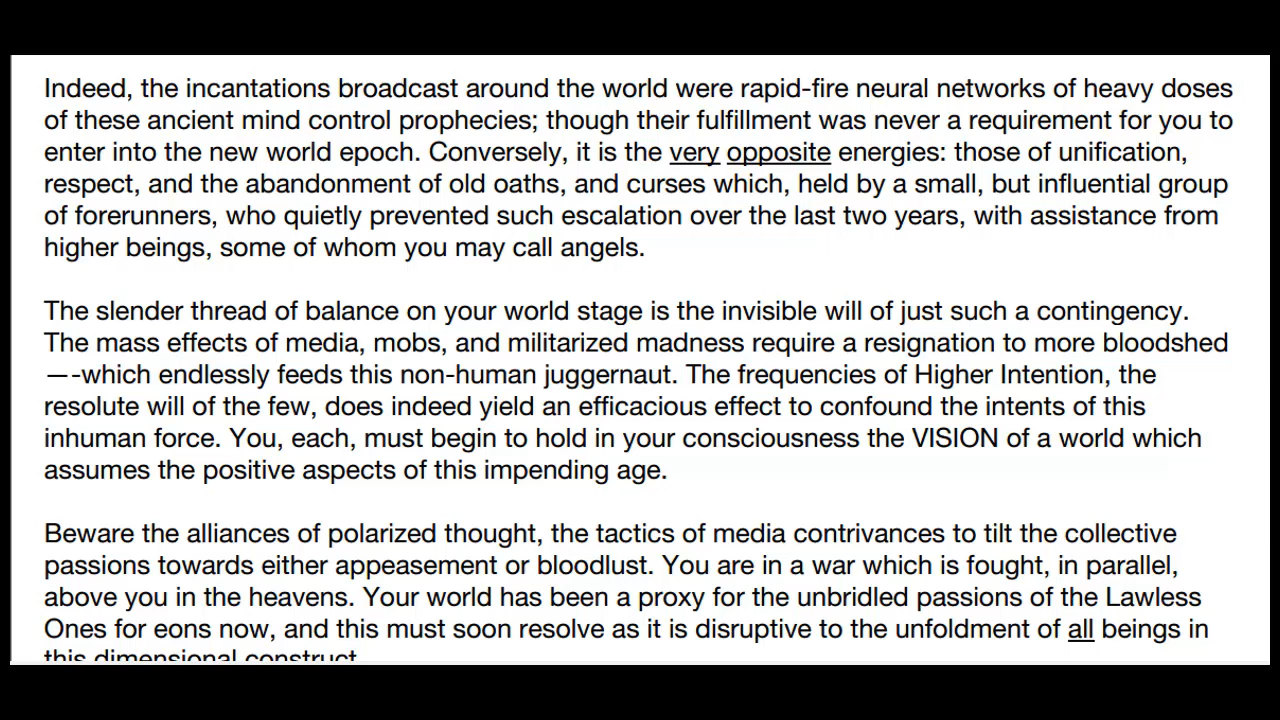 Indeed, the incantations broadcast around the world were rapid-fire neural networks of heavy doses
of these ancient mind control prophecies; though their fulfillment was never a requirement for you to
enter into the new world epoch. Conversely, it is the very opposite energies: those of unification,
respect, and the abandonment of old oaths, and curses which, held by a small, but influential group
of forerunners, who quietly prevented such escalation over the last two years, with assistance from
higher beings, some of whom you may call angels.
The slender thread of balance on your world stage is the invisible will of just such a contingency.
The mass effects of media, mobs, and militarized madness require a resignation to more bloodshed
—-which endlessly feeds this non-human juggernaut. The frequencies of Higher Intention, the
resolute will of the few, does indeed yield an efficacious effect to confound the intents of this
inhuman force. You, each, must begin to hold in your consciousness the VISION of a world which
assumes the positive aspects of this impending age.
Beware the alliances of polarized thought, the tactics of media contrivances to tilt the collective
passions towards either appeasement or bloodlust. You are in a war which is fought, in parallel,
above you in the heavens. Your world has been a proxy for the unbridled passions of the Lawless
Ones for eons now, and this must soon resolve as it is disruptive to the unfoldment of all beings in
this dimensional construct.